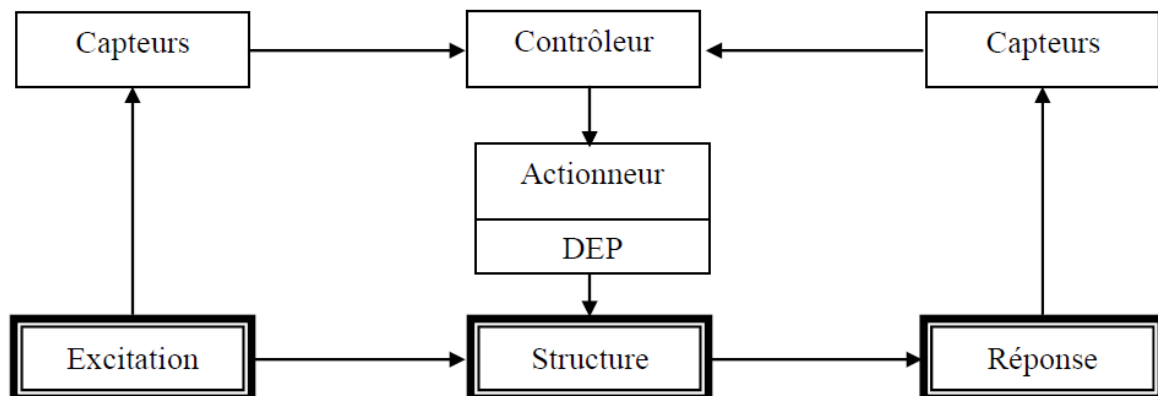 Capteurs
Contrôleur
Capteurs
Actionneur
DEP
Excitation
Structure
Réponse